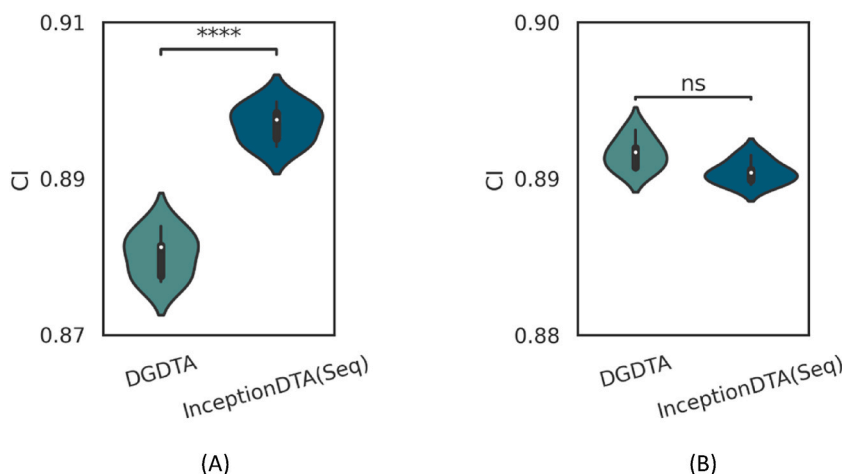 0.91
****
CI
0.89
0.87
DGDTA
InceptionDTA(Seq)
(A)
0.90
ns
CI
0.89
0.88
DGDTA
InceptionDTA(Seq)
(B)